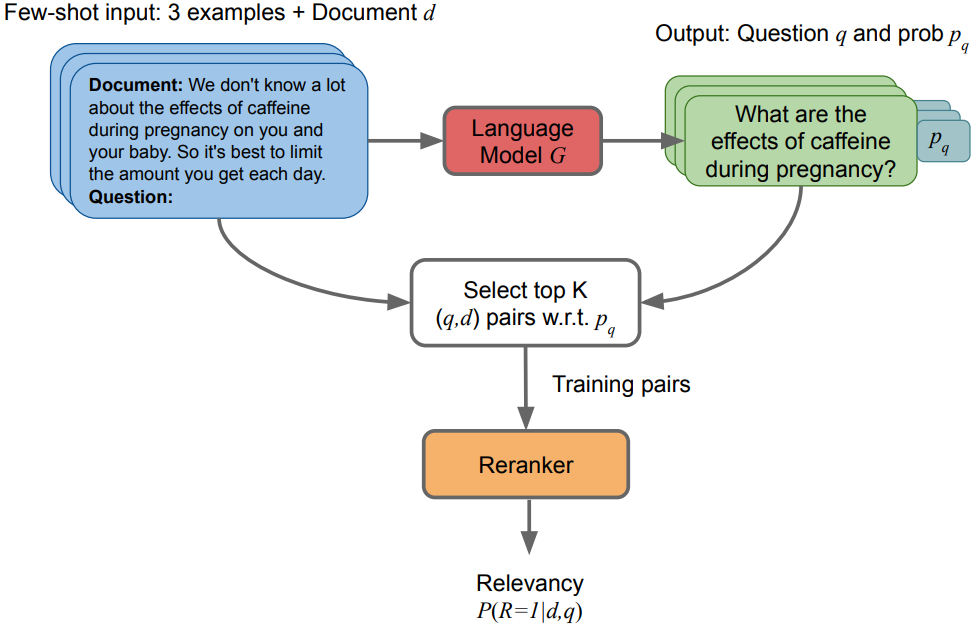 Few-shot input: 3 examples + Document d
Output: Question q and prob p_q
Document: We don't know a lot
about the effects of caffeine
during pregnancy on you and
your baby. So it's best to limit
the amount you get each day.
Question:
Language
Model G
What are the
effects of caffeine
during pregnancy?
p_q
Select top K
(q,d) pairs w.r.t. p_q
Training pairs
Reranker
Relevancy
P(R=1|d,q)